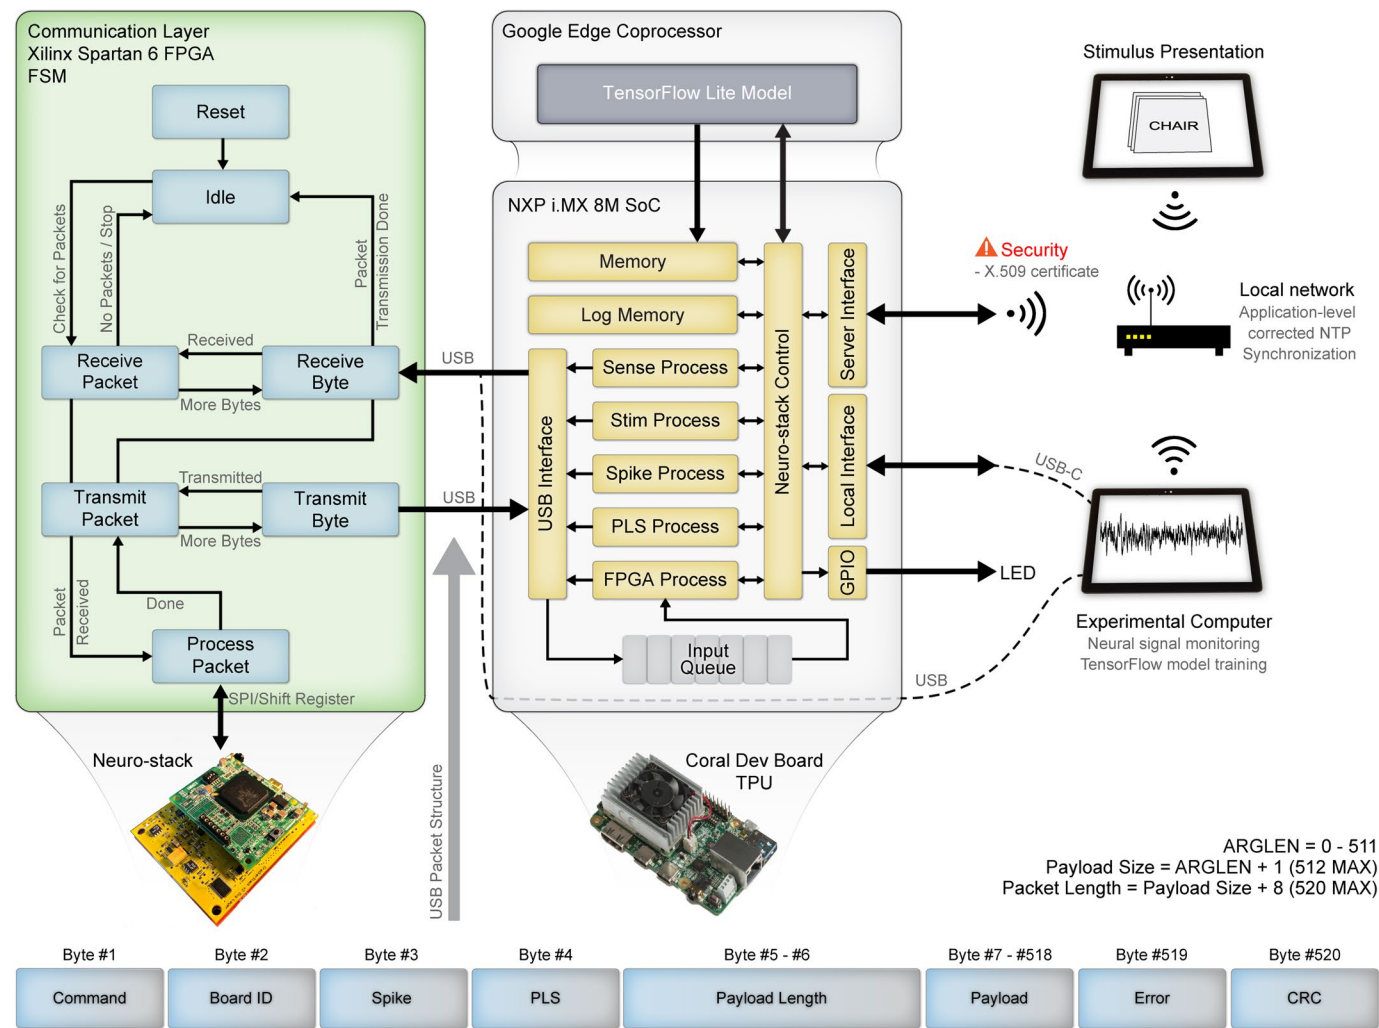 Communication Layer
Xilinx Spartan 6 FPGA
FSM
Reset
Idle
Check for Packets
No Packets / Stop
Packet
Transmission Done
Receive
Packet
Received
More Bytes
Receive
Byte
Transmit
Packet
Transmitted
More Bytes
Transmit
Byte
Packet
Received
Done
Process
Packet
SPI/Shift Register
Neuro-stack
USB
USB
USB Packet Structure
Google Edge Coprocessor
TensorFlow Lite Model
NXP i.MX 8M SoC
Memory
Log Memory
Sense Process
Stim Process
Spike Process
PLS Process
FPGA Process
USB Interface
Neuro-stack Control
Server Interface
Local Interface
GPIO
Input
Queue
LED
Coral Dev Board
TPU
Stimulus Presentation
CHAIR
Security
- X.509 certificate
Local network
Application-level
corrected NTP
Synchronization
USB-C
USB
Experimental Computer
Neural signal monitoring
TensorFlow model training
ARGLEN = 0 - 511
Payload Size = ARGLEN + 1 (512 MAX)
Packet Length = Payload Size + 8 (520 MAX)
Byte #1
Byte #2
Byte #3
Byte #4
Byte #5 - #6
Byte #7 - #518
Byte #519
Byte #520
Command
Board ID
Spike
PLS
Payload Length
Payload
Error
CRC